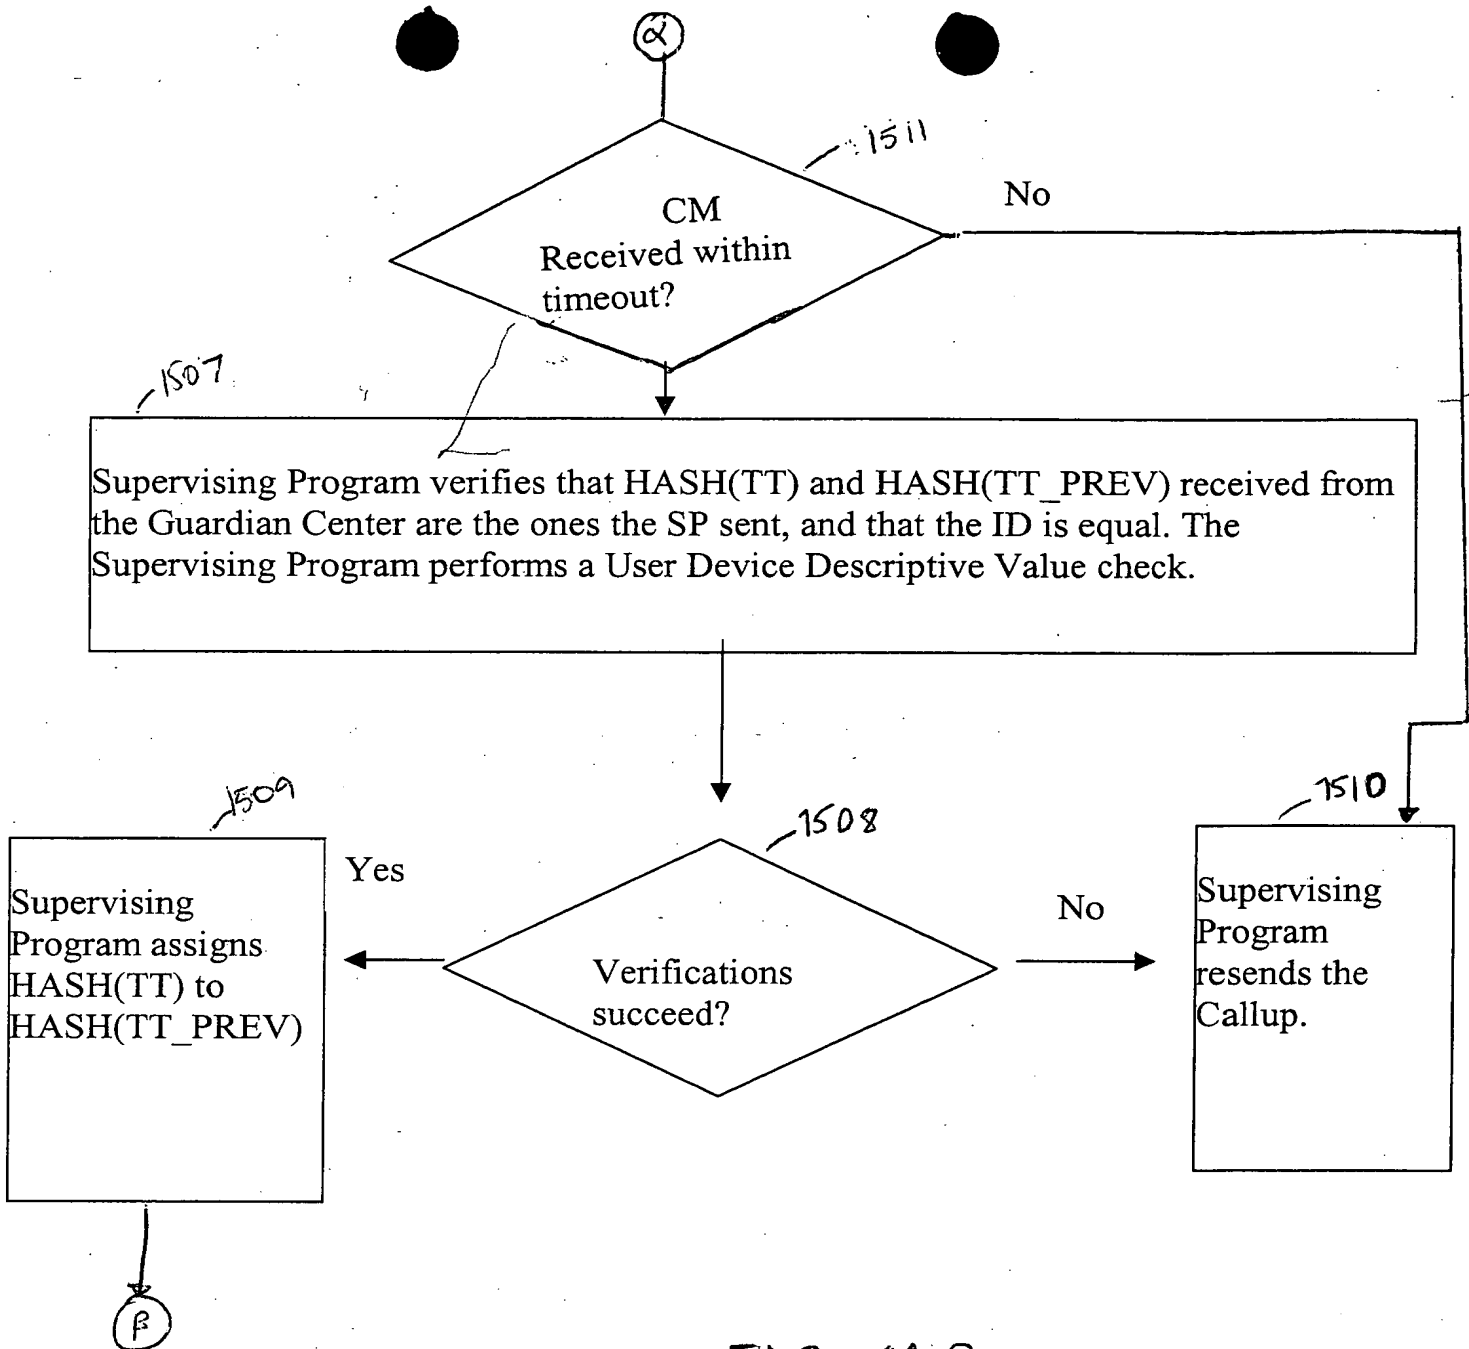 α
1511
No
CM
Received within
timeout?
1507
Supervising Program verifies that HASH(TT) and HASH(TT_PREV) received from
the Guardian Center are the ones the SP sent, and that the ID is equal. The
Supervising Program performs a User Device Descriptive Value check.
1509
1508
1510
Yes
No
Supervising
Program assigns
HASH(TT) to
HASH(TT_PREV)
Verifications
succeed?
Supervising
Program
resends the
Callup.
β